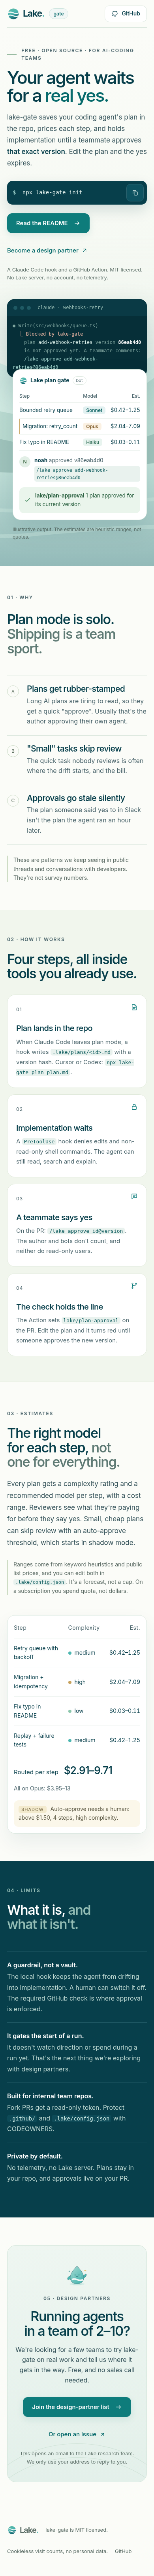 Lake. gate GitHub
FREE · OPEN SOURCE · FOR AI-CODING
TEAMS
Your agent waits
for a real yes.
lake-gate saves your coding agent's plan in
the repo, prices each step, and holds
implementation until a teammate approves
that exact version. Edit the plan and the yes
expires.
$ npx lake-gate init
Read the README →
Become a design partner ↗
A Claude Code hook and a GitHub Action. MIT licensed.
No Lake server, no account, no telemetry.
claude · webhooks-retry
Write(src/webhooks/queue.ts)
Blocked by lake-gate
plan add-webhook-retries version 86eab4d0
is not approved yet. A teammate comments:
/lake approve add-webhook-
retries@86eab4d0
Lake plan gate bot
Step Model Est.
Bounded retry queue Sonnet $0.42–1.25
Migration: retry_count Opus $2.04–7.09
Fix typo in README Haiku $0.03–0.11
N noah approved v86eab4d0
/lake approve add-webhook-
retries@86eab4d0
lake/plan-approval 1 plan approved for
its current version
Illustrative output. The estimates are heuristic ranges, not
quotes.
01 · WHY
Plan mode is solo.
Shipping is a team
sport.
A Plans get rubber-stamped
Long AI plans are tiring to read, so they
get a quick "approve". Usually that's the
author approving their own agent.
B "Small" tasks skip review
The quick task nobody reviews is often
where the drift starts, and the bill.
C Approvals go stale silently
The plan someone said yes to in Slack
isn't the plan the agent ran an hour
later.
These are patterns we keep seeing in public
threads and conversations with developers.
They're not survey numbers.
02 · HOW IT WORKS
Four steps, all inside
tools you already use.
01
Plan lands in the repo
When Claude Code leaves plan mode, a
hook writes .lake/plans/<id>.md with a
version hash. Cursor or Codex: npx lake-
gate plan plan.md.
02
Implementation waits
A PreToolUse hook denies edits and non-
read-only shell commands. The agent can
still read, search and explain.
03
A teammate says yes
On the PR: /lake approve id@version.
The author and bots don't count, and
neither do read-only users.
04
The check holds the line
The Action sets lake/plan-approval on
the PR. Edit the plan and it turns red until
someone approves the new version.
03 · ESTIMATES
The right model
for each step, not
one for everything.
Every plan gets a complexity rating and a
recommended model per step, with a cost
range. Reviewers see what they're paying
for before they say yes. Small, cheap plans
can skip review with an auto-approve
threshold, which starts in shadow mode.
Ranges come from keyword heuristics and public
list prices, and you can edit both in
.lake/config.json. It's a forecast, not a cap. On
a subscription you spend quota, not dollars.
Step Complexity Est.
Retry queue with
backoff medium $0.42–1.25
Migration +
idempotency high $2.04–7.09
Fix typo in
README low $0.03–0.11
Replay + failure
tests medium $0.42–1.25
Routed per step $2.91–9.71
All on Opus: $3.95–13
SHADOW Auto-approve needs a human:
above $1.50, 4 steps, high complexity.
04 · LIMITS
What it is, and
what it isn't.
A guardrail, not a vault.
The local hook keeps the agent from drifting
into implementation. A human can switch it off.
The required GitHub check is where approval
is enforced.
It gates the start of a run.
It doesn't watch direction or spend during a
run yet. That's the next thing we're exploring
with design partners.
Built for internal team repos.
Fork PRs get a read-only token. Protect
.github/ and .lake/config.json with
CODEOWNERS.
Private by default.
No telemetry, no Lake server. Plans stay in
your repo, and approvals live on your PR.
05 · DESIGN PARTNERS
Running agents
in a team of 2–10?
We're looking for a few teams to try lake-
gate on real work and tell us where it
gets in the way. Free, and no sales call
needed.
Join the design-partner list →
Or open an issue ↗
This opens an email to the Lake research team.
We only use your address to reply to you.
Lake. lake-gate is MIT licensed.
Cookieless visit counts, no personal data. GitHub